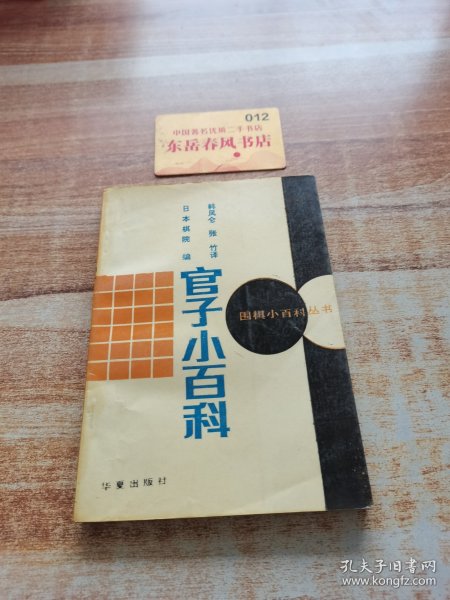 012
中国著名优质二手书店
东岳春风书店
韩凤仑 张竹译
日本棋院 编
官子小百科
围棋小百科丛书
华夏出版社
孔夫子旧书网
www.kongfz.com